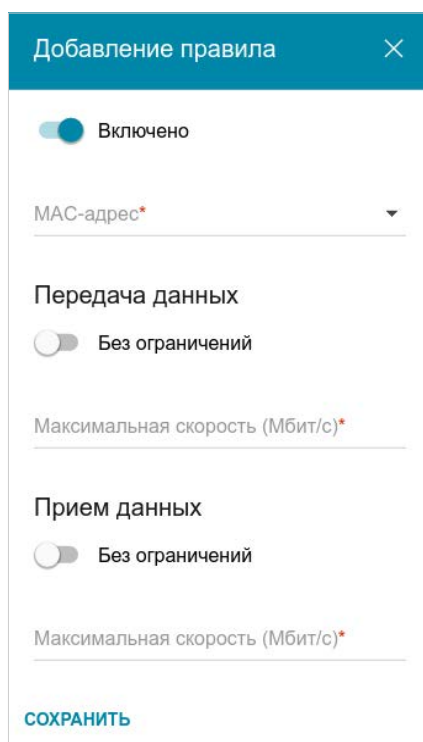 Добавление правила
Включено
MAC-адрес*
Передача данных
Без ограничений
Максимальная скорость (Мбит/с)*
Прием данных
Без ограничений
Максимальная скорость (Мбит/с)*
СОХРАНИТЬ